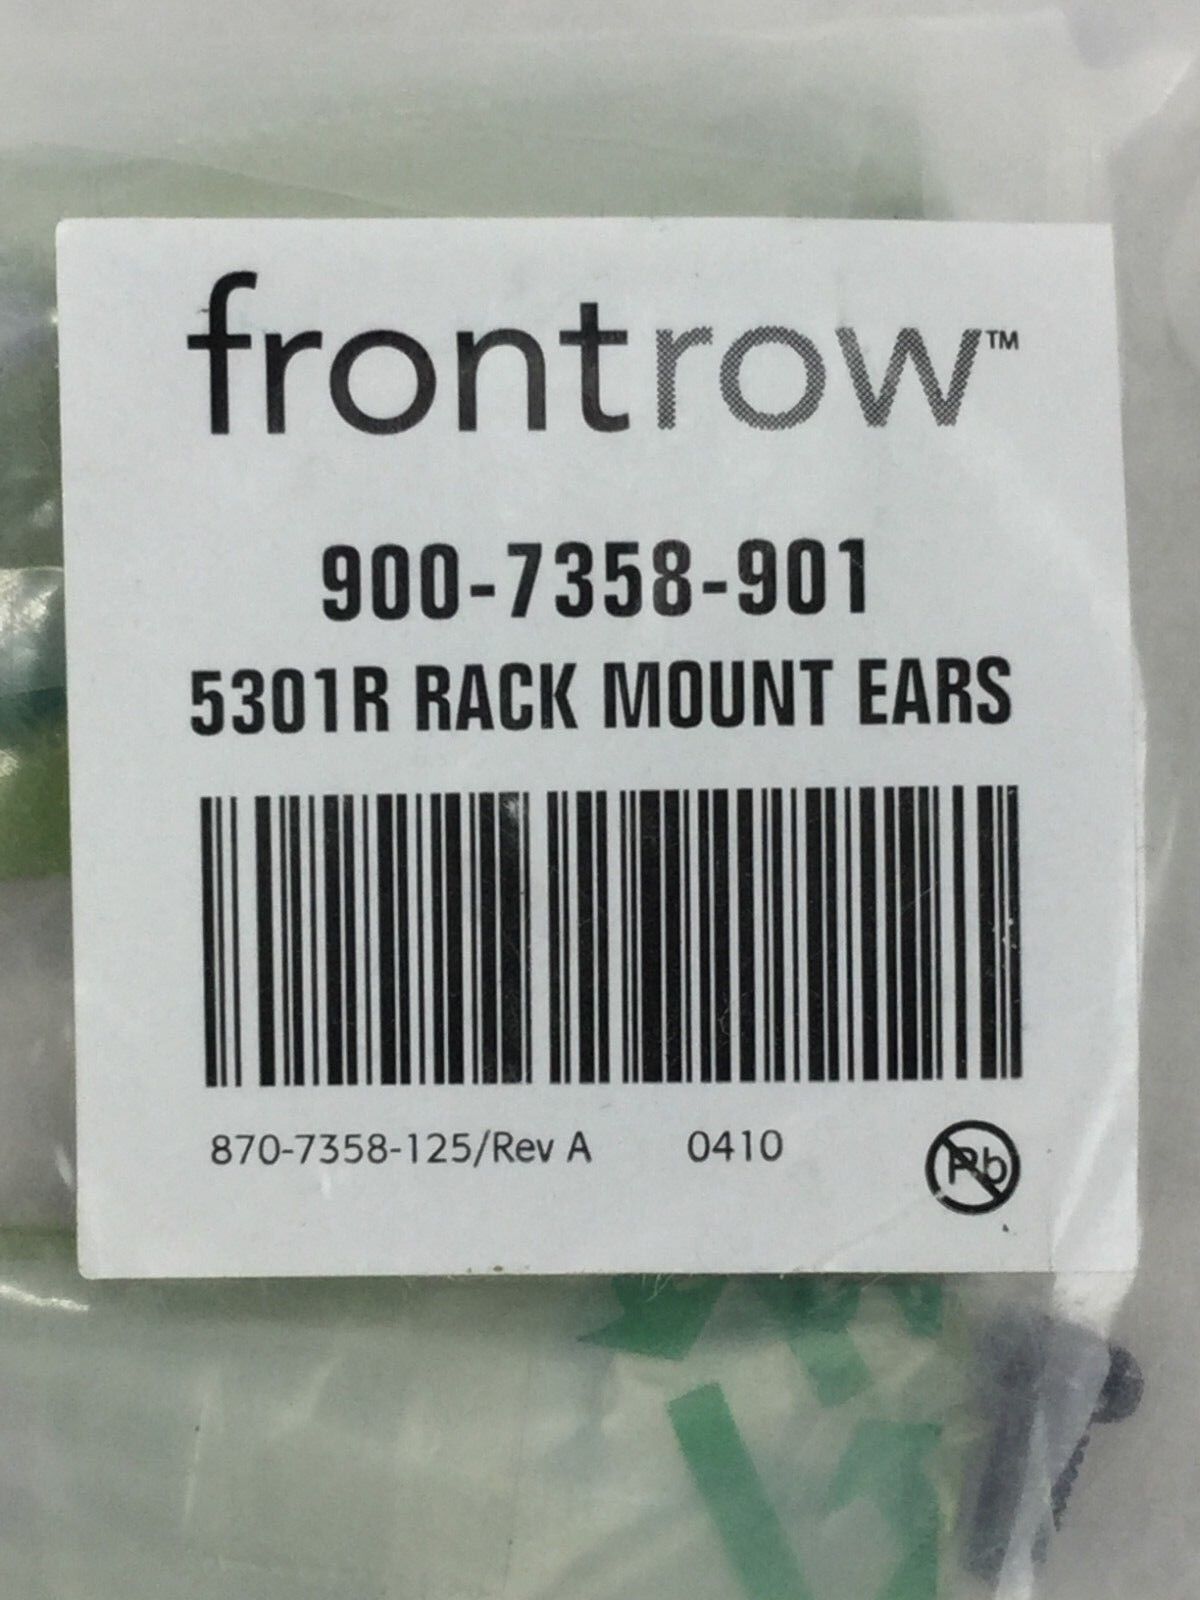 frontrow™
900-7358-901
5301R RACK MOUNT EARS
870-7358-125/Rev A 0410
Pb